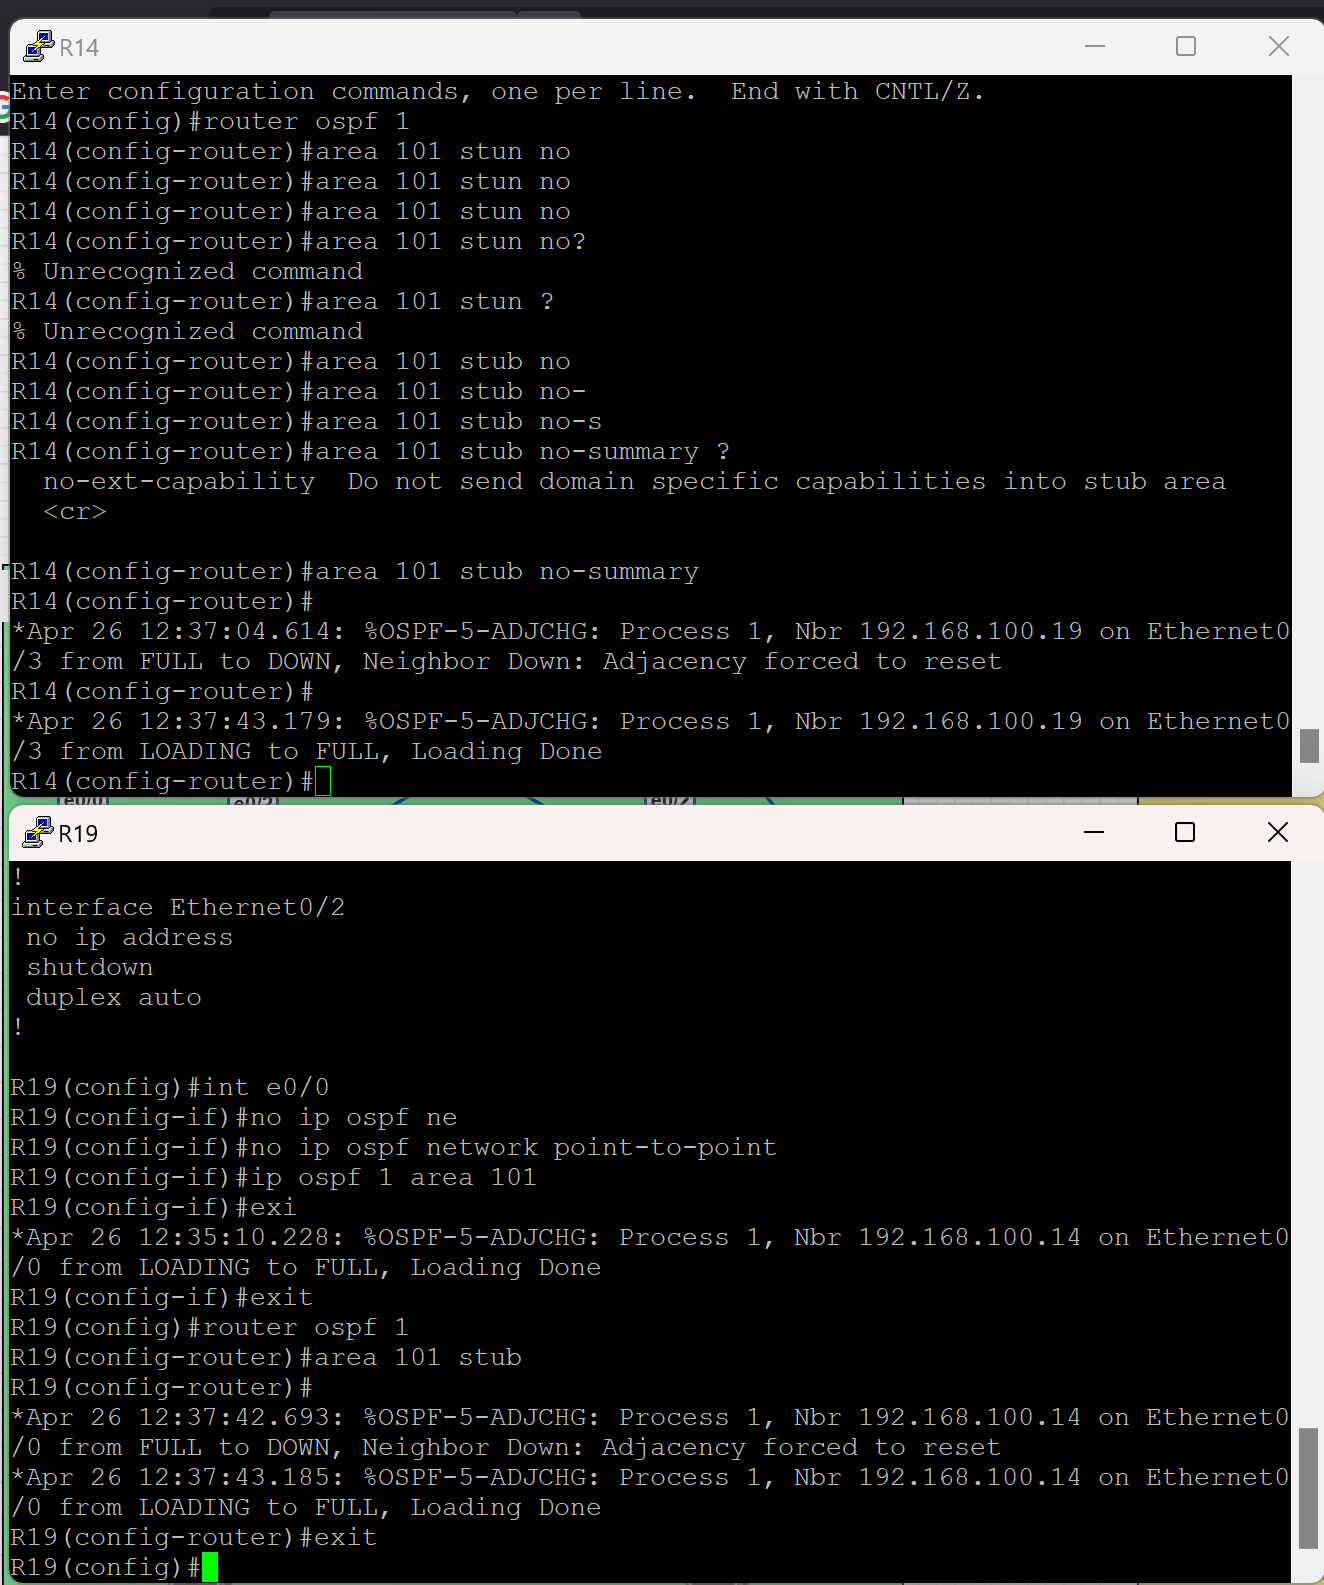 R14
Enter configuration commands, one per line.  End with CNTL/Z.
R14(config)#router ospf 1
R14(config-router)#area 101 stun no
R14(config-router)#area 101 stun no
R14(config-router)#area 101 stun no
R14(config-router)#area 101 stun no?
% Unrecognized command
R14(config-router)#area 101 stun ?
% Unrecognized command
R14(config-router)#area 101 stub no
R14(config-router)#area 101 stub no-
R14(config-router)#area 101 stub no-s
R14(config-router)#area 101 stub no-summary ?
  no-ext-capability  Do not send domain specific capabilities into stub area
  <cr>
R14(config-router)#area 101 stub no-summary
R14(config-router)#
*Apr 26 12:37:04.614: %OSPF-5-ADJCHG: Process 1, Nbr 192.168.100.19 on Ethernet0
/3 from FULL to DOWN, Neighbor Down: Adjacency forced to reset
R14(config-router)#
*Apr 26 12:37:43.179: %OSPF-5-ADJCHG: Process 1, Nbr 192.168.100.19 on Ethernet0
/3 from LOADING to FULL, Loading Done
R14(config-router)#
e0/0 e0/2 e0/2
R19
!
interface Ethernet0/2
 no ip address
 shutdown
 duplex auto
!
R19(config)#int e0/0
R19(config-if)#no ip ospf ne
R19(config-if)#no ip ospf network point-to-point
R19(config-if)#ip ospf 1 area 101
R19(config-if)#exi
*Apr 26 12:35:10.228: %OSPF-5-ADJCHG: Process 1, Nbr 192.168.100.14 on Ethernet0
/0 from LOADING to FULL, Loading Done
R19(config-if)#exit
R19(config)#router ospf 1
R19(config-router)#area 101 stub
R19(config-router)#
*Apr 26 12:37:42.693: %OSPF-5-ADJCHG: Process 1, Nbr 192.168.100.14 on Ethernet0
/0 from FULL to DOWN, Neighbor Down: Adjacency forced to reset
*Apr 26 12:37:43.185: %OSPF-5-ADJCHG: Process 1, Nbr 192.168.100.14 on Ethernet0
/0 from LOADING to FULL, Loading Done
R19(config-router)#exit
R19(config)#